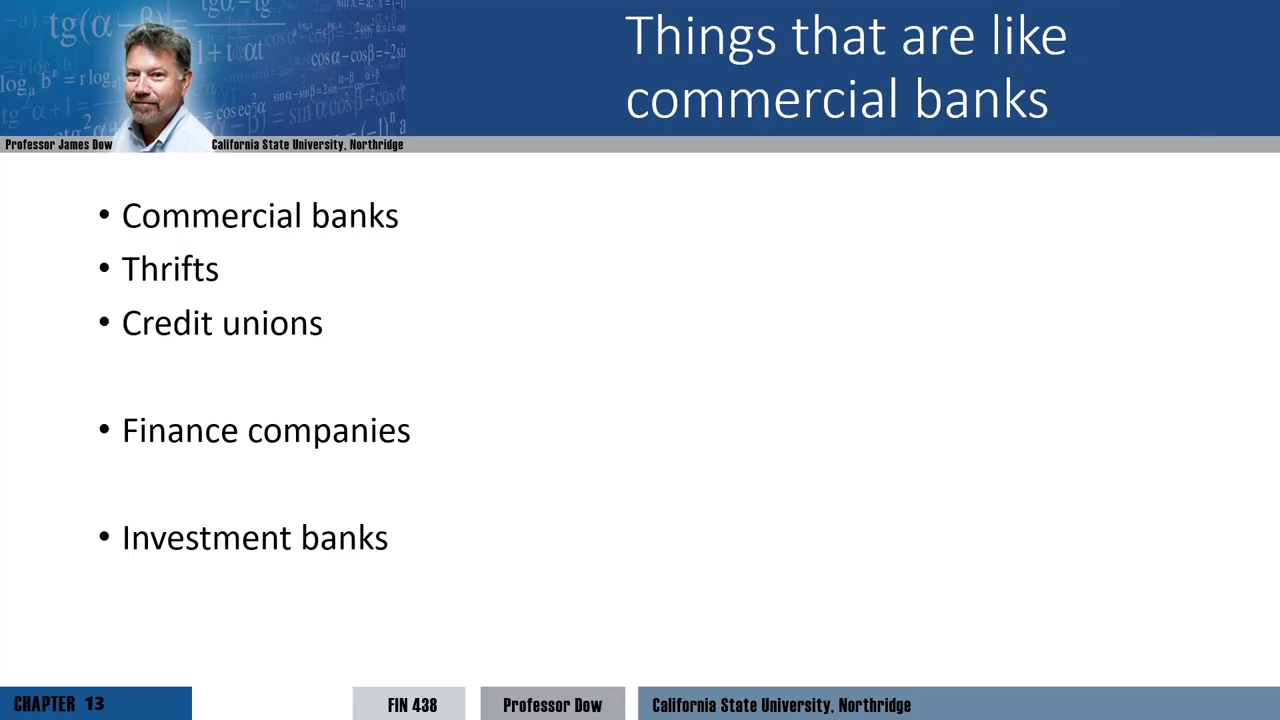 Things that are like
commercial banks
Professor James Dow
California State University, Northridge
• Commercial banks
• Thrifts
• Credit unions
• Finance companies
• Investment banks
CHAPTER 13
FIN 438
Professor Dow
California State University, Northridge